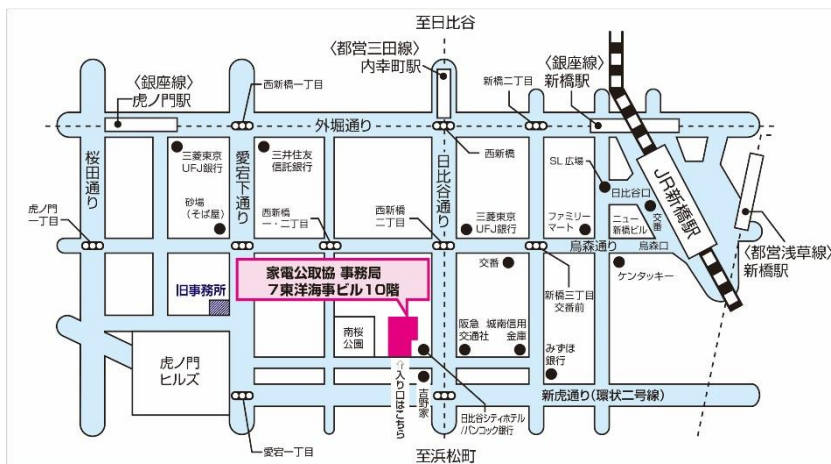 至日比谷
〈都営三田線〉
内幸町駅
〈銀座線〉
虎ノ門駅
西新橋一丁目
新橋二丁目
〈銀座線〉
新橋駅
外堀通り
桜田通り
三菱東京
UFJ銀行
愛宕下通り
三井住友
信託銀行
日比谷通り
西新橋
SL 広場
日比谷口
JR新橋駅
虎ノ門
一丁目
砂場
(そば屋)
西新橋
一・二丁目
西新橋
二丁目
三菱東京
UFJ銀行
ファミリー
マート
ニュー
新橋ビル
交番
烏森通り
烏森口
〈都営浅草線〉
新橋駅
家電公取協 事務局
7東洋海事ビル10階
交番
新橋三丁目
交番前
ケンタッキー
旧事務所
南桜
公園
阪急
交通社
城南信用
金庫
みずほ
銀行
虎ノ門
ヒルズ
⇧入り口はこちら
吉野家
新虎通り(環状二号線)
日比谷シティホテル
/バンコック銀行
愛宕一丁目
至浜松町